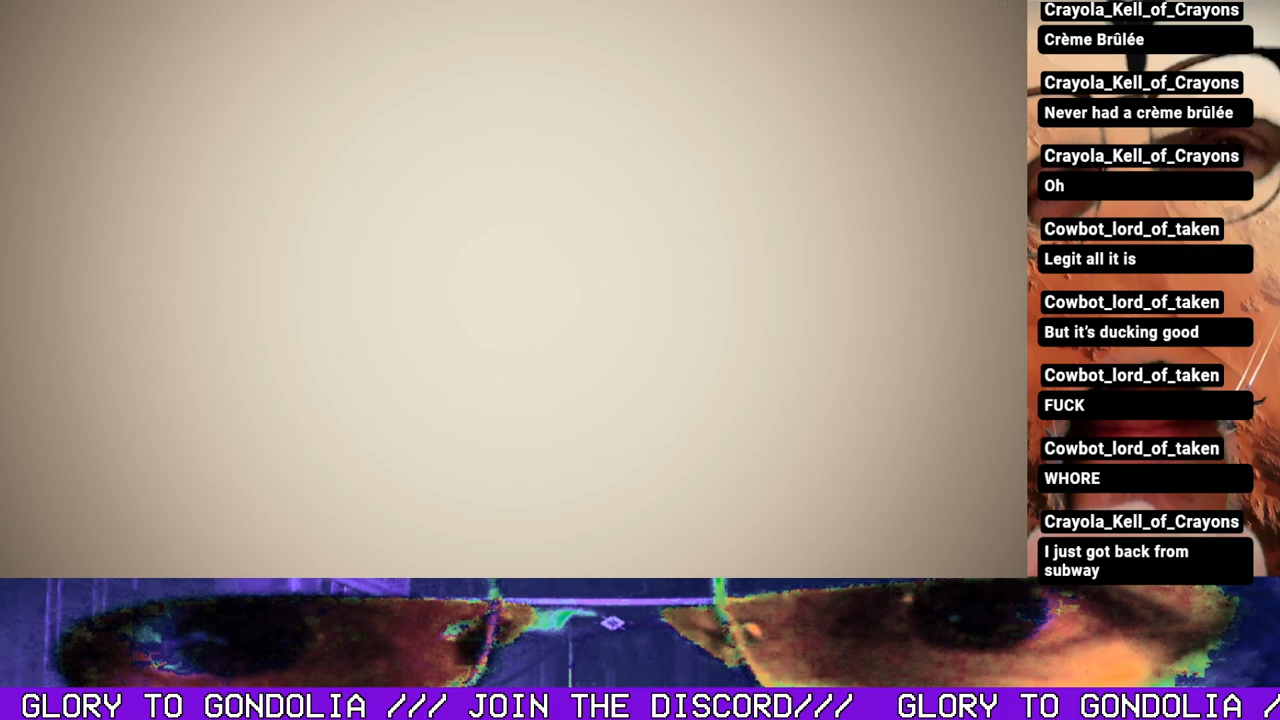 Crayola_Kell_of_Crayons
Crème Brûlée
Crayola_Kell_of_Crayons
Never had a crème brûlée
Crayola_Kell_of_Crayons
Oh
Cowbot_lord_of_taken
Legit all it is
Cowbot_lord_of_taken
But it’s ducking good
Cowbot_lord_of_taken
FUCK
Cowbot_lord_of_taken
WHORE
Crayola_Kell_of_Crayons
I just got back from
subway
GLORY TO GONDOLIA /// JOIN THE DISCORD/// GLORY TO GONDOLIA /